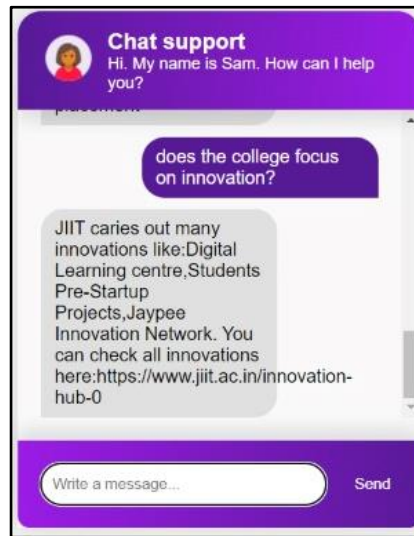 Chat support
Hi. My name is Sam. How can I help
you?
placement
does the college focus
on innovation?
JIIT caries out many
innovations like:Digital
Learning centre,Students
Pre-Startup
Projects,Jaypee
Innovation Network. You
can check all innovations
here:https://www.jiit.ac.in/innovation-
hub-0
Write a message...
Send